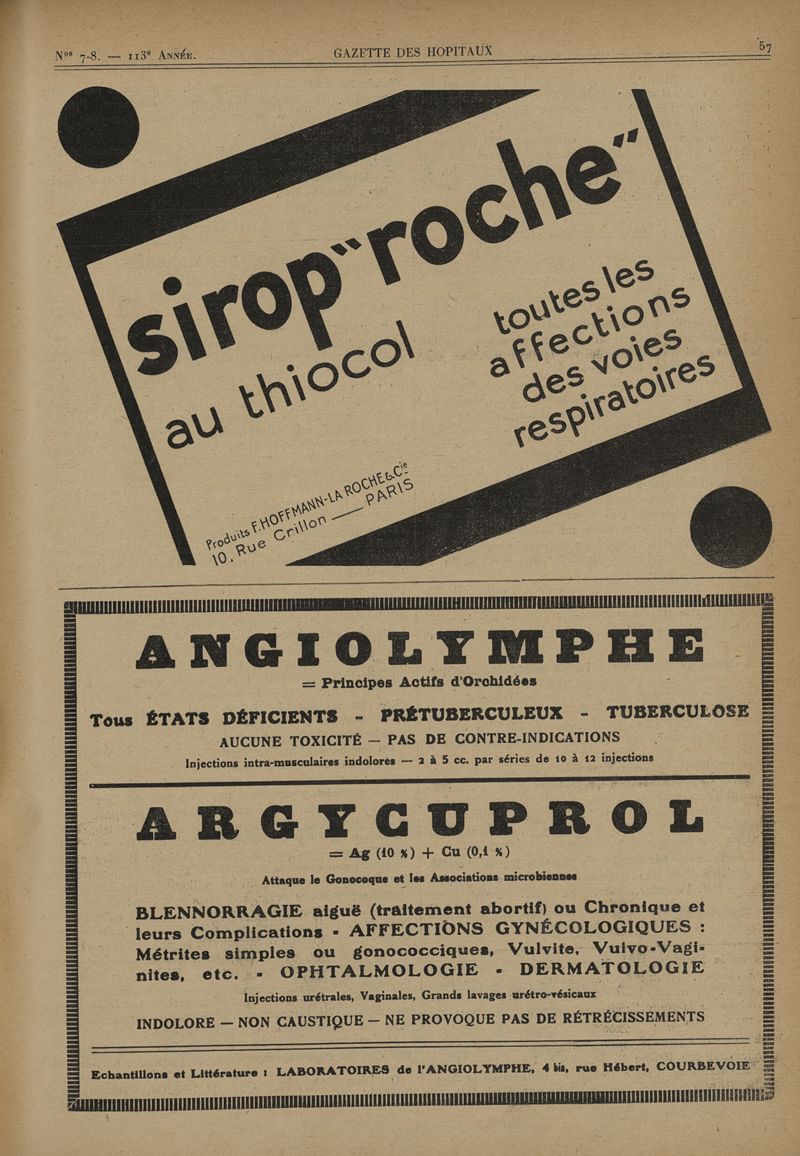 Nos 7-8. — 113e Année.
GAZETTE DES HOPITAUX
57
sirop "roche"
au thiocol
toutes les
affections
des voies
respiratoires
Produits F. HOFFMANN-LA ROCHE & Cie
10, Rue Crillon — PARIS
ANGIOLYMPHE
= Principes Actifs d'Orchidées
Tous ÉTATS DÉFICIENTS - PRÉTUBERCULEUX - TUBERCULOSE
AUCUNE TOXICITÉ — PAS DE CONTRE-INDICATIONS
Injections intra-musculaires indolores — 2 à 5 cc. par séries de 10 à 12 injections
ARGYCUPROL
= Ag (10 %) + Cu (0,1 %)
Attaque le Gonocoque et les Associations microbiennes
BLENNORRAGIE aiguë (traitement abortif) ou Chronique et
leurs Complications - AFFECTIONS GYNÉCOLOGIQUES :
Métrites simples ou gonococciques, Vulvite, Vulvo-Vagi-
nites, etc. - OPHTALMOLOGIE - DERMATOLOGIE
Injections urétrales, Vaginales, Grands lavages urétro-vésicaux
INDOLORE — NON CAUSTIQUE — NE PROVOQUE PAS DE RÉTRÉCISSEMENTS
Echantillons et Littérature : LABORATOIRES de l'ANGIOLYMPHE, 4 bis, rue Hébert, COURBEVOIE